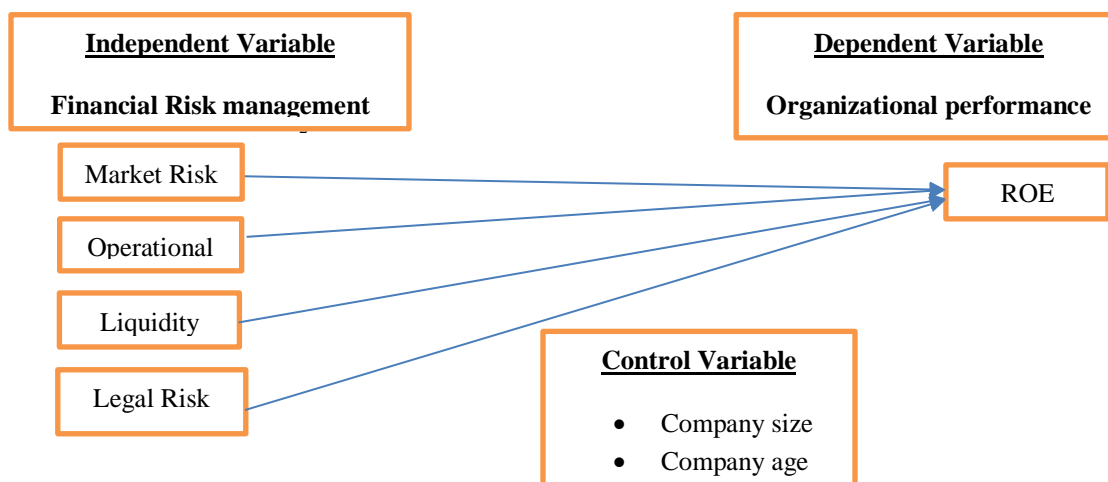 Independent Variable
Financial Risk management
Market Risk
Operational
Liquidity
Legal Risk
Dependent Variable
Organizational performance
ROE
Control Variable
• Company size
• Company age